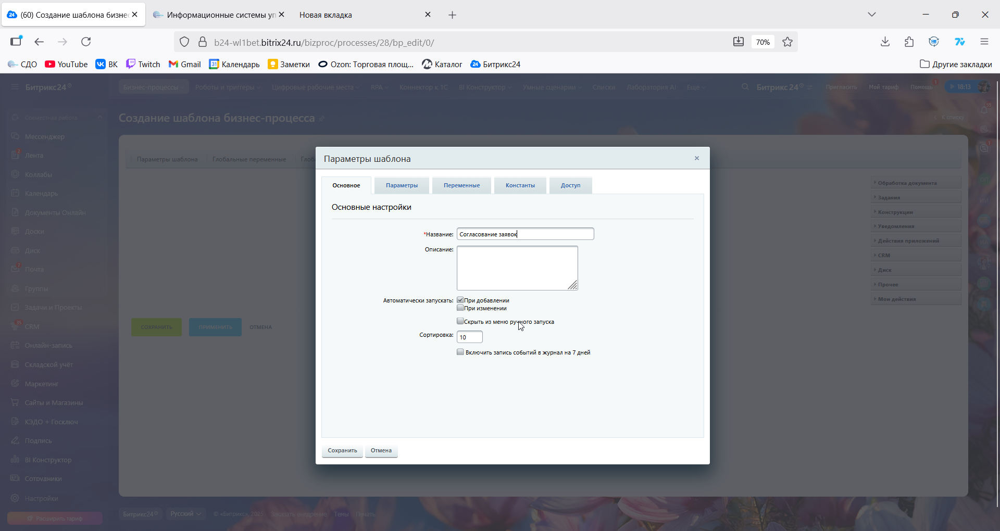 (60) Создание шаблона бизнес
Информационные системы уп
Новая вкладка
b24-wl1bet.bitrix24.ru/bizproc/processes/28/bp_edit/0/
70%
СДО
YouTube
ВК
Twitch
Gmail
Календарь
Заметки
Ozon: Торговая площ...
Каталог
Битрикс24
Другие закладки
Битрикс24
Бизнес-процессы
Роботы и триггеры
Цифровые рабочие места
RPA
Коннектор к 1С
BI Конструктор
Умные сценарии
Списки
Лаборатория AI
Еще
Битрикс24
Пригласить
Мой тариф
Помощь
1
18:13
Совместная работа
Мессенджер
2
Лента
Коллабы
Календарь
Документы Онлайн
Доски
Диск
7
Почта
Группы
Задачи и Проекты
35
CRM
Онлайн-запись
Складской учёт
Маркетинг
Сайты и Магазины
КЭДО + Госключ
Подпись
BI Конструктор
Сотрудники
Настройки
Расширить тариф
Создание шаблона бизнес-процесса
К списку
Параметры шаблона
Глобальные переменные
Глоба
СОХРАНИТЬ
ПРИМЕНИТЬ
ОТМЕНА
Параметры шаблона
Основное
Параметры
Переменные
Константы
Доступ
Основные настройки
*Название:
Согласование заявок
Описание:
Автоматически запускать:
При добавлении
При изменении
Скрыть из меню ручного запуска
Сортировка:
10
Включить запись событий в журнал на 7 дней
Сохранить
Отмена
Обработка документа
Задания
Конструкции
Уведомления
Действия приложений
CRM
Диск
Прочее
Мои действия
Битрикс24
Русский
© «Битрикс», 2025
Заказать внедрение
Темы
Печать